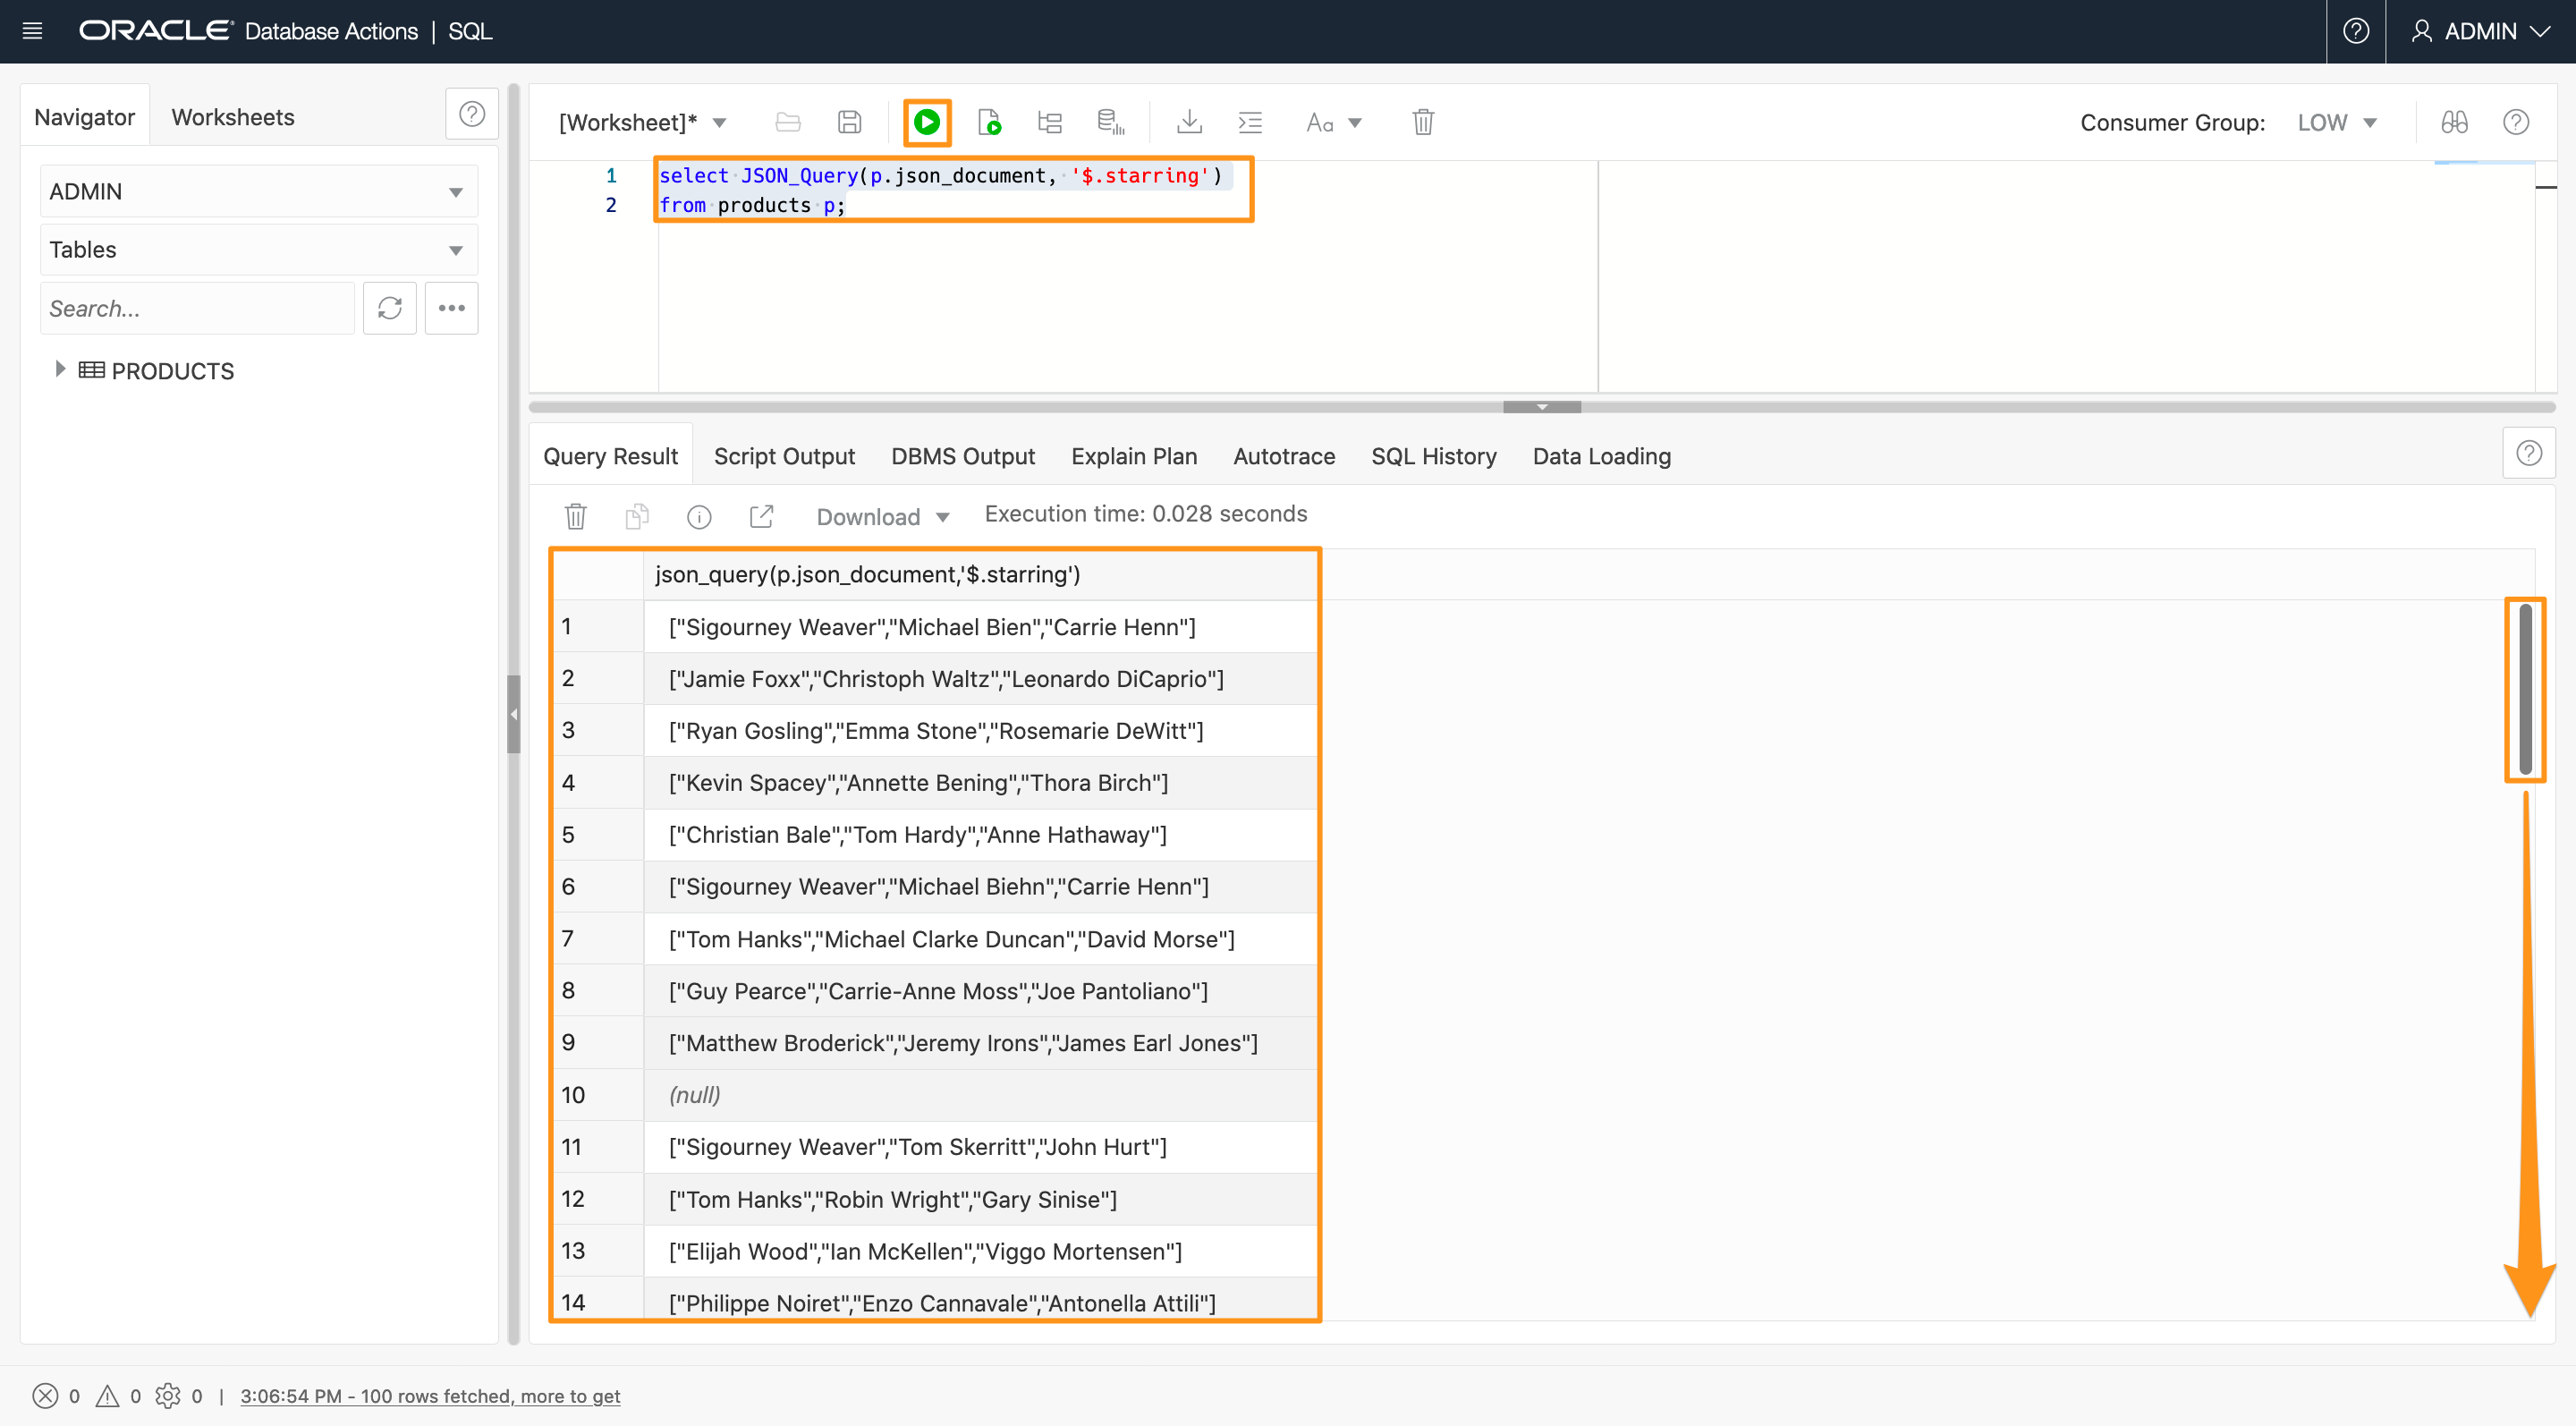 ORACLE Database Actions | SQL
ADMIN
Navigator
Worksheets
[Worksheet]*
Aa
Consumer Group: LOW
ADMIN
Tables
Search...
PRODUCTS
1 select JSON_Query(p.json_document, '$.starring')
2 from products p;
Query Result
Script Output
DBMS Output
Explain Plan
Autotrace
SQL History
Data Loading
Download
Execution time: 0.028 seconds
json_query(p.json_document,'$.starring')
1 ["Sigourney Weaver","Michael Bien","Carrie Henn"]
2 ["Jamie Foxx","Christoph Waltz","Leonardo DiCaprio"]
3 ["Ryan Gosling","Emma Stone","Rosemarie DeWitt"]
4 ["Kevin Spacey","Annette Bening","Thora Birch"]
5 ["Christian Bale","Tom Hardy","Anne Hathaway"]
6 ["Sigourney Weaver","Michael Biehn","Carrie Henn"]
7 ["Tom Hanks","Michael Clarke Duncan","David Morse"]
8 ["Guy Pearce","Carrie-Anne Moss","Joe Pantoliano"]
9 ["Matthew Broderick","Jeremy Irons","James Earl Jones"]
10 (null)
11 ["Sigourney Weaver","Tom Skerritt","John Hurt"]
12 ["Tom Hanks","Robin Wright","Gary Sinise"]
13 ["Elijah Wood","Ian McKellen","Viggo Mortensen"]
14 ["Philippe Noiret","Enzo Cannavale","Antonella Attili"]
0 0 0 | 3:06:54 PM - 100 rows fetched, more to get